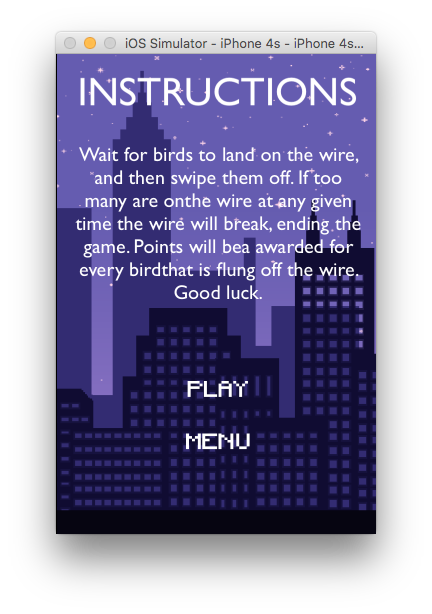 iOS Simulator - iPhone 4s - iPhone 4s...
INSTRUCTIONS
Wait for birds to land on the wire,
and then swipe them off. If too
many are onthe wire at any given
time the wire will break, ending the
game. Points will bea awarded for
every birdthat is flung off the wire.
Good luck.
PLAY
MENU